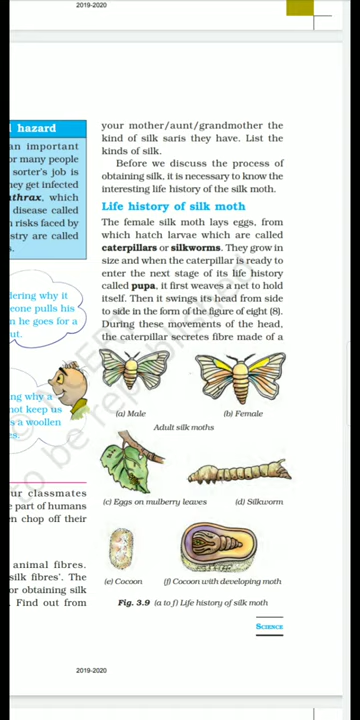 2019-2020
l hazard
an important
or many people
sorter's job is
hey get infected
thrax, which
disease called
risks faced by
stry are called
s.
dering why it
eone pulls his
n he goes for a
ut.
ng why a
not keep us
s a woollen
es:
ur classmates
e part of humans
en chop off their
animal fibres.
silk fibres'. The
or obtaining silk
. Find out from
your mother/aunt/grandmother the
kind of silk saris they have. List the
kinds of silk.
Before we discuss the process of
obtaining silk, it is necessary to know the
interesting life history of the silk moth.
Life history of silk moth
The female silk moth lays eggs, from
which hatch larvae which are called
caterpillars or silkworms. They grow in
size and when the caterpillar is ready to
enter the next stage of its life history
called pupa, it first weaves a net to hold
itself. Then it swings its head from side
to side in the form of the figure of eight (8).
During these movements of the head,
the caterpillar secretes fibre made of a
(a) Male
(b) Female
Adult silk moths
(c) Eggs on mulberry leaves
(d) Silkworm
(e) Cocoon
(f) Cocoon with developing moth
Fig. 3.9 (a to f) Life history of silk moth
SCIENCE
2019-2020
to be republished